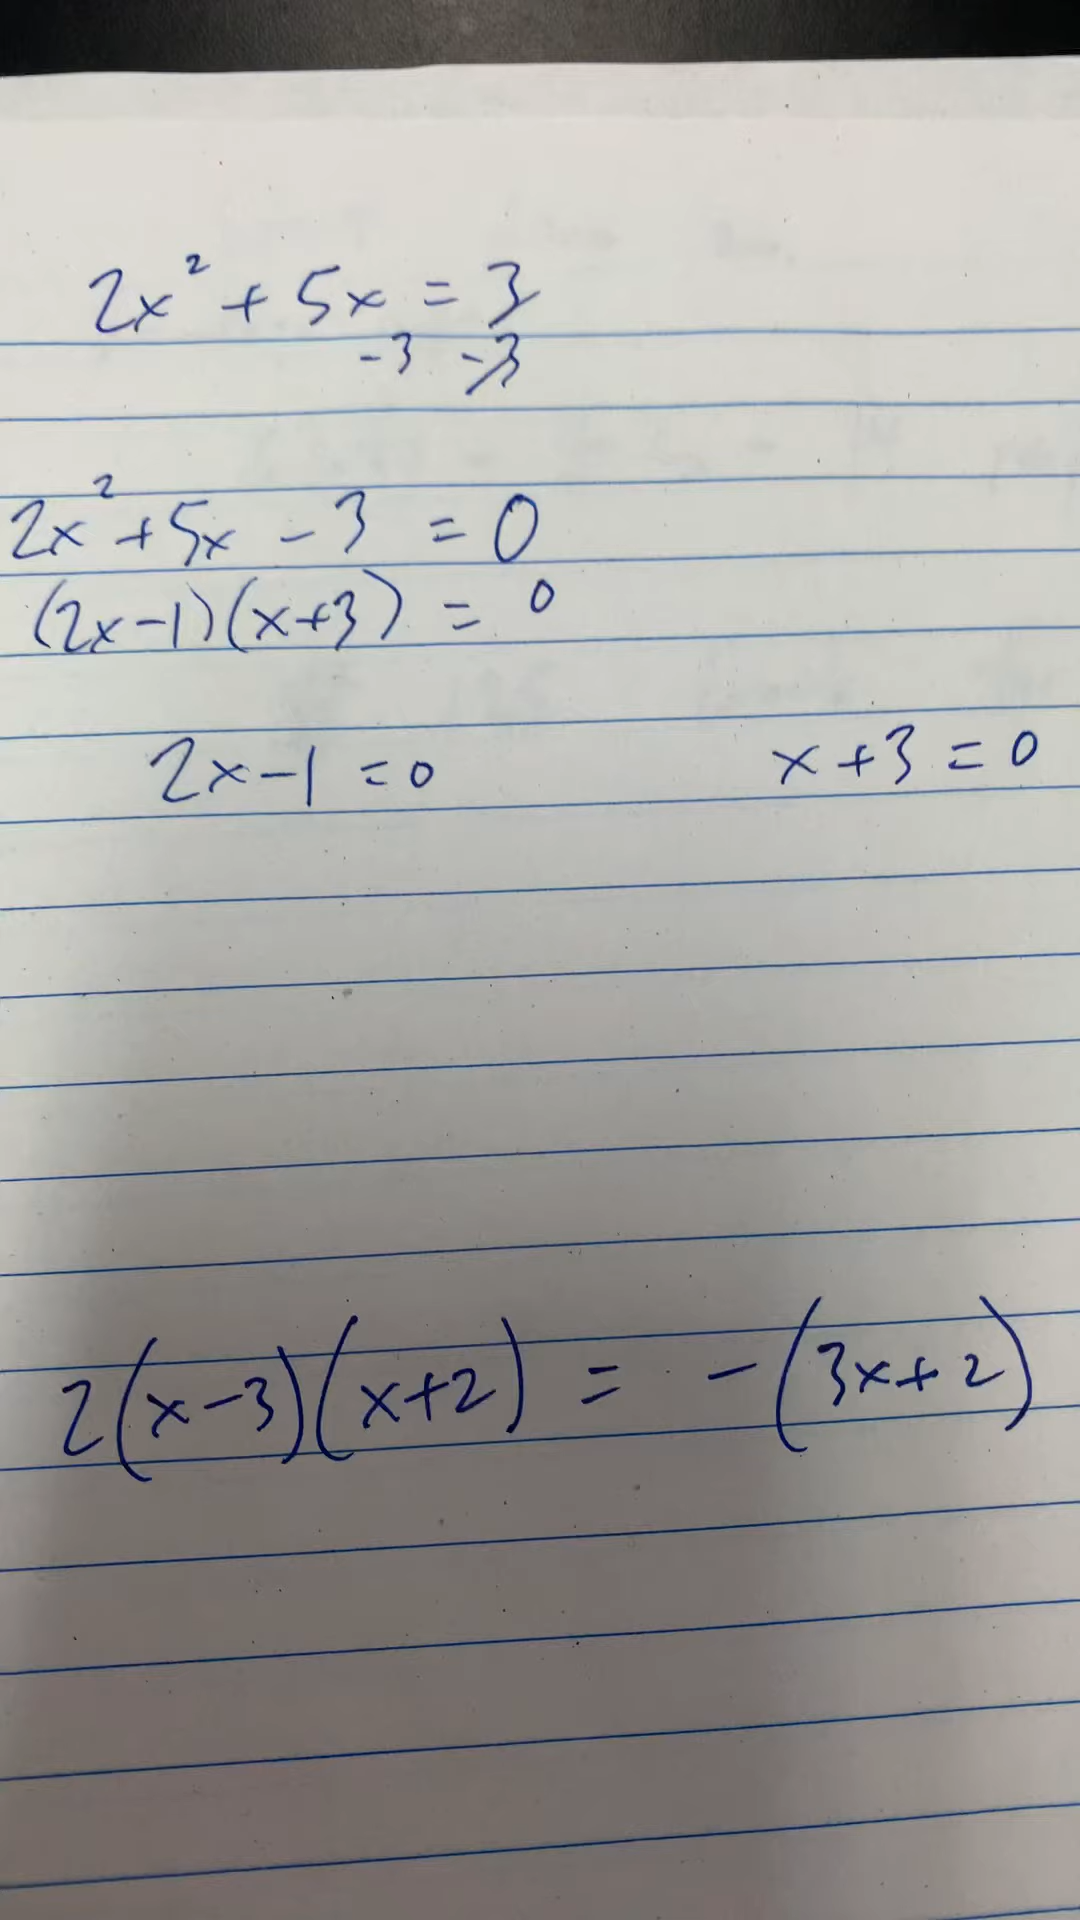 2x² + 5x = 3
-3 -3
2x² + 5x - 3 = 0
(2x-1)(x+3) = 0
2x-1 = 0 x+3 = 0
2(x-3)(x+2) = -(3x+2)